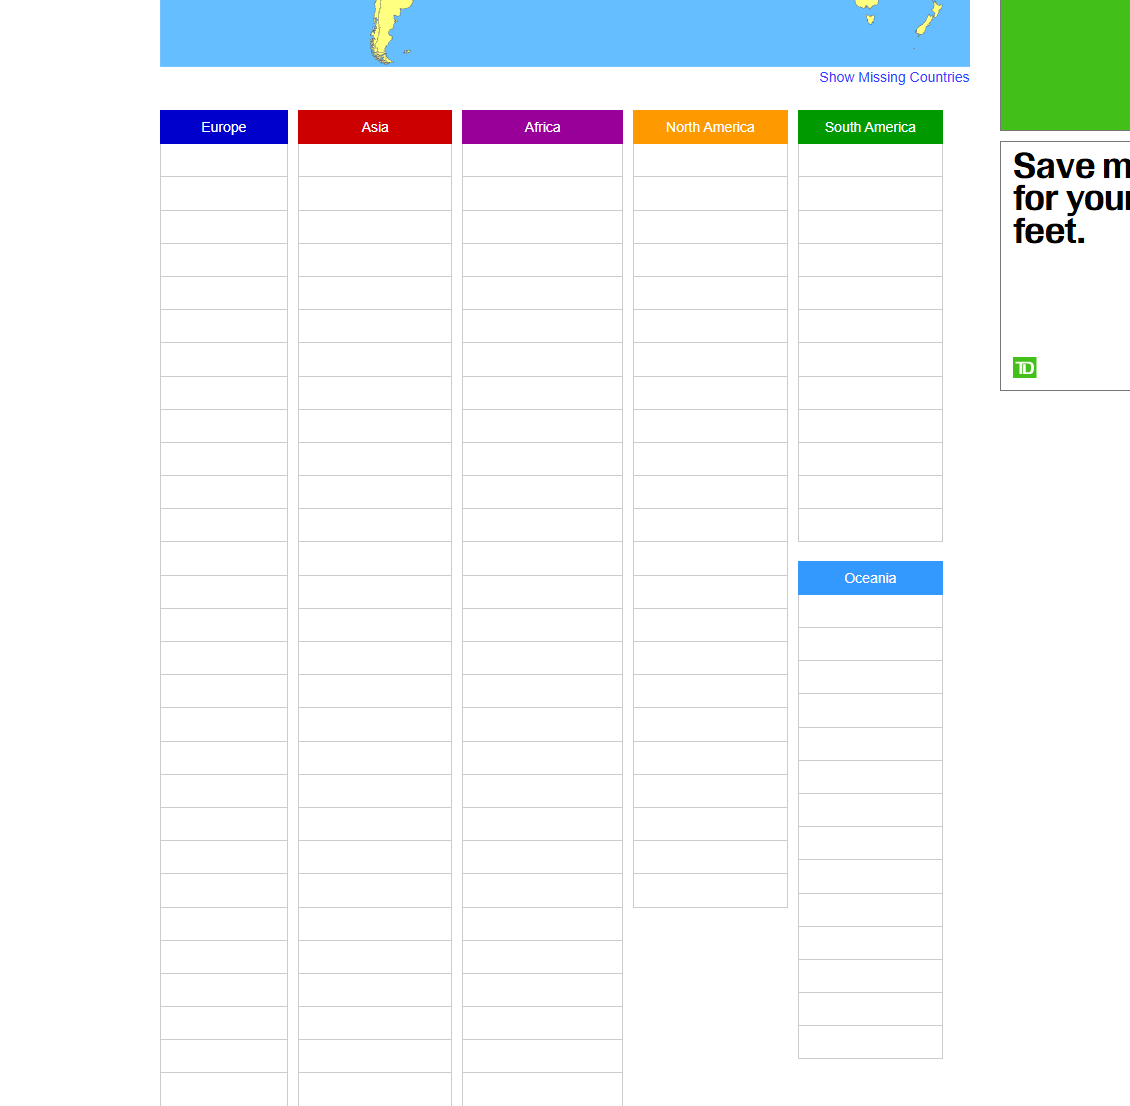 Show Missing Countries
Europe
Asia
Africa
North America
South America
Oceania
Save m
for your
feet.
TD